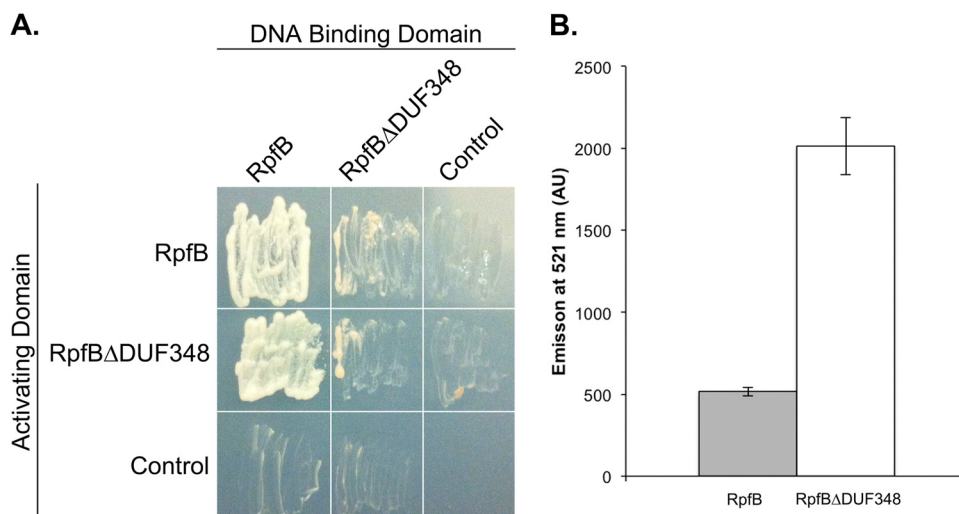 A.
DNA Binding Domain
RpfB
RpfBΔDUF348
Control
Activating Domain
RpfB
RpfBΔDUF348
Control
B.
Emisson at 521 nm (AU)
2500
2000
1500
1000
500
0
RpfB
RpfBΔDUF348